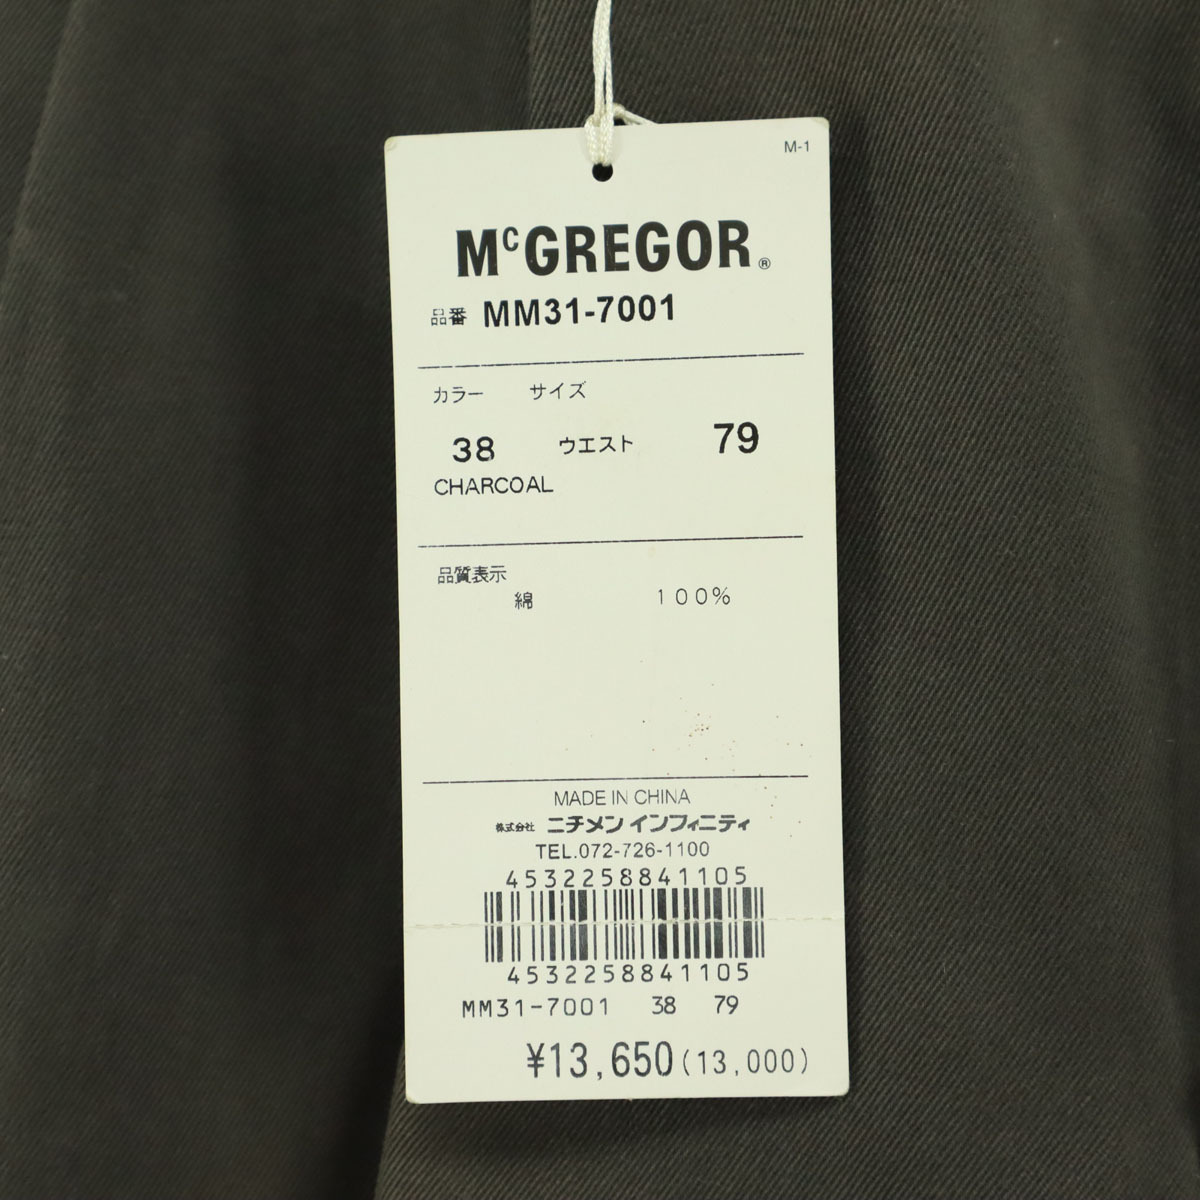 M-1
McGREGOR®
品番 MM31-7001
カラー サイズ
38 ウエスト 79
CHARCOAL
品質表示
綿 100%
MADE IN CHINA
株式会社 ニチメン インフィニティ
TEL.072-726-1100
4532258841105
4532258841105
MM31-7001 38 79
¥13,650(13,000)